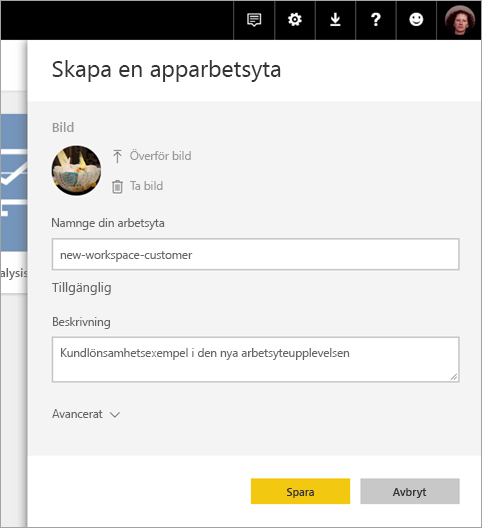 Skapa en apparbetsyta
Bild
Överför bild
Ta bild
Namnge din arbetsyta
new-workspace-customer
Tillgänglig
Beskrivning
Kundlönsamhetsexempel i den nya arbetsyteupplevelsen
Avancerat
alysis
Spara
Avbryt